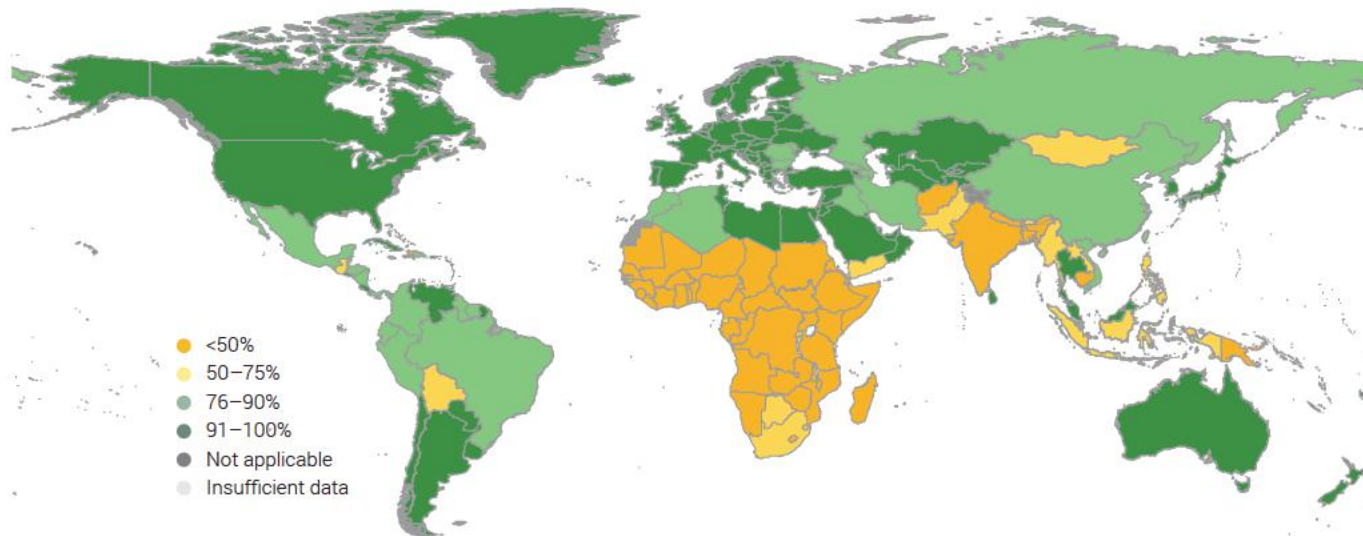 <50%
50–75%
76–90%
91–100%
Not applicable
Insufficient data